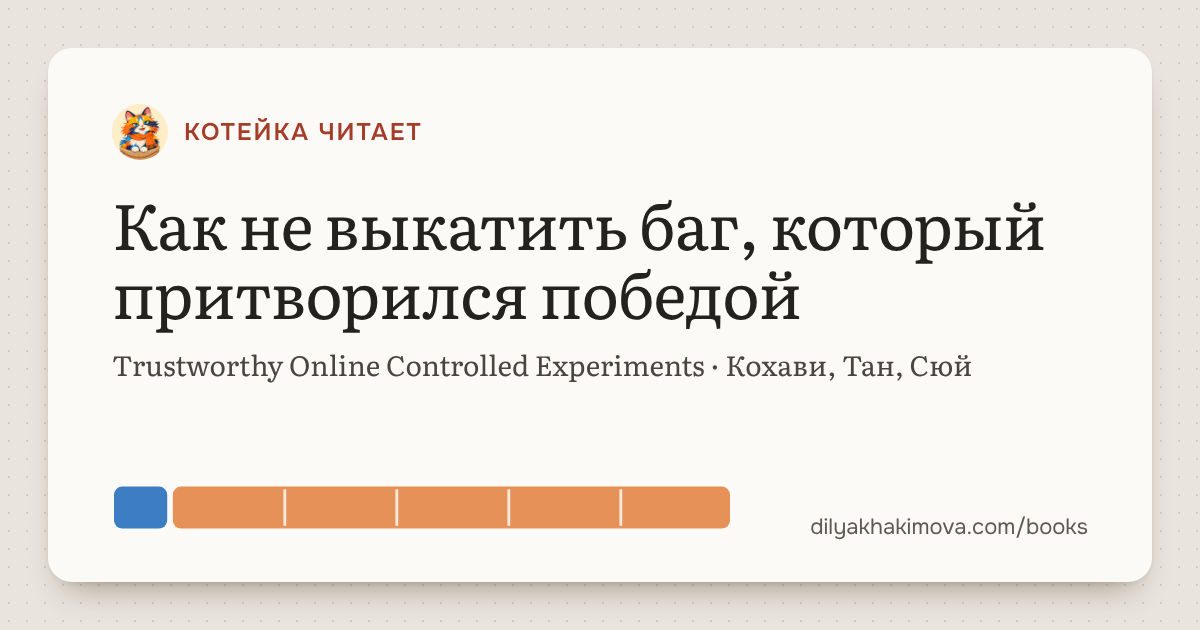 КОТЕЙКА ЧИТАЕТ
Как не выкатить баг, который
притворился победой
Trustworthy Online Controlled Experiments · Кохави, Тан, Сюй
dilyakhakimova.com/books